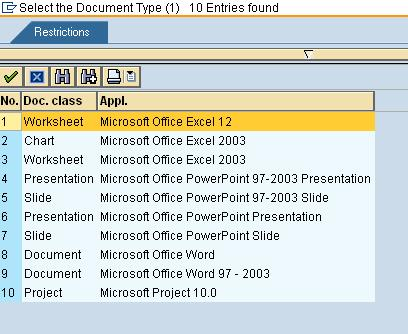 Select the Document Type (1) 10 Entries found
Restrictions
No. Doc. class Appl.
1 Worksheet Microsoft Office Excel 12
2 Chart Microsoft Office Excel 2003
3 Worksheet Microsoft Office Excel 2003
4 Presentation Microsoft Office PowerPoint 97-2003 Presentation
5 Slide Microsoft Office PowerPoint 97-2003 Slide
6 Presentation Microsoft Office PowerPoint Presentation
7 Slide Microsoft Office PowerPoint Slide
8 Document Microsoft Office Word
9 Document Microsoft Office Word 97 - 2003
10 Project Microsoft Project 10.0